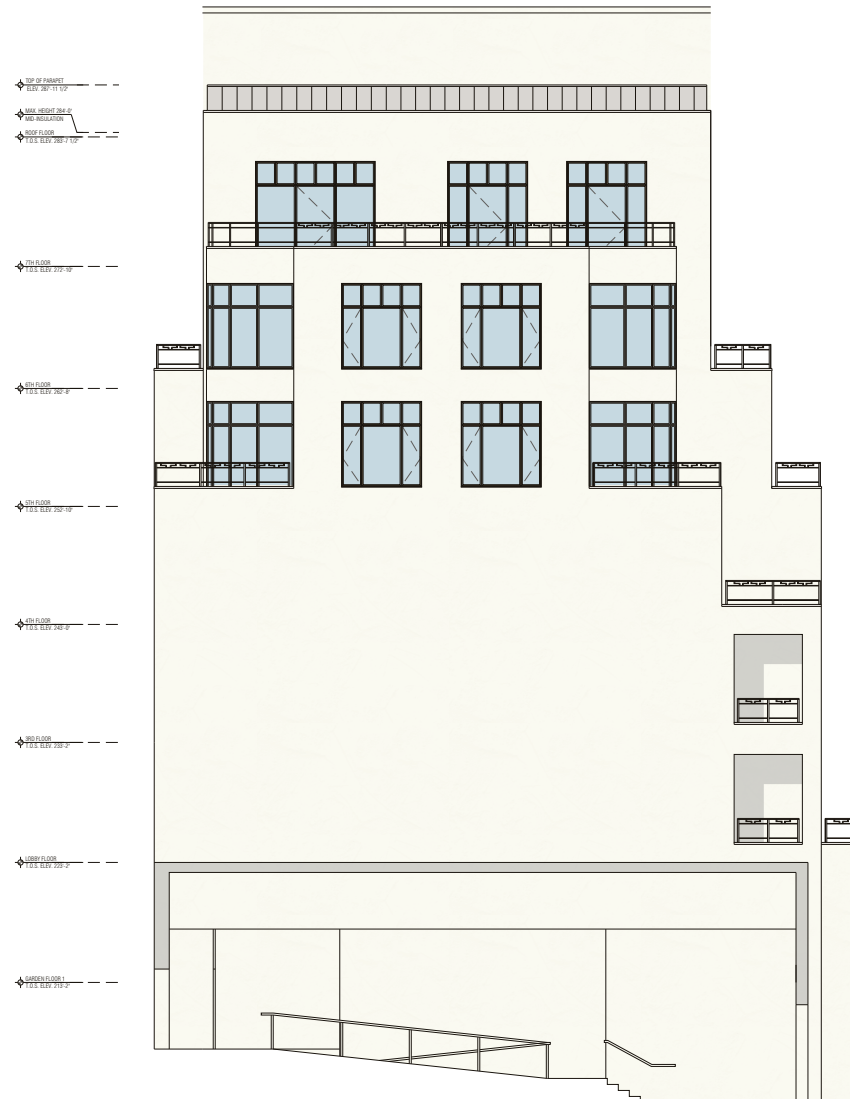 TOP OF PARAPET
ELEV. 287'-11 1/2"
MAX. HEIGHT 284'-0"
MID-INSULATION
ROOF FLOOR
T.O.S. ELEV. 283'-7 1/2"
7TH FLOOR
T.O.S. ELEV. 272'-10"
6TH FLOOR
T.O.S. ELEV. 262'-8"
5TH FLOOR
T.O.S. ELEV. 252'-10"
4TH FLOOR
T.O.S. ELEV. 243'-0"
3RD FLOOR
T.O.S. ELEV. 233'-2"
LOBBY FLOOR
T.O.S. ELEV. 223'-2"
GARDEN FLOOR 1
T.O.S. ELEV. 213'-2"